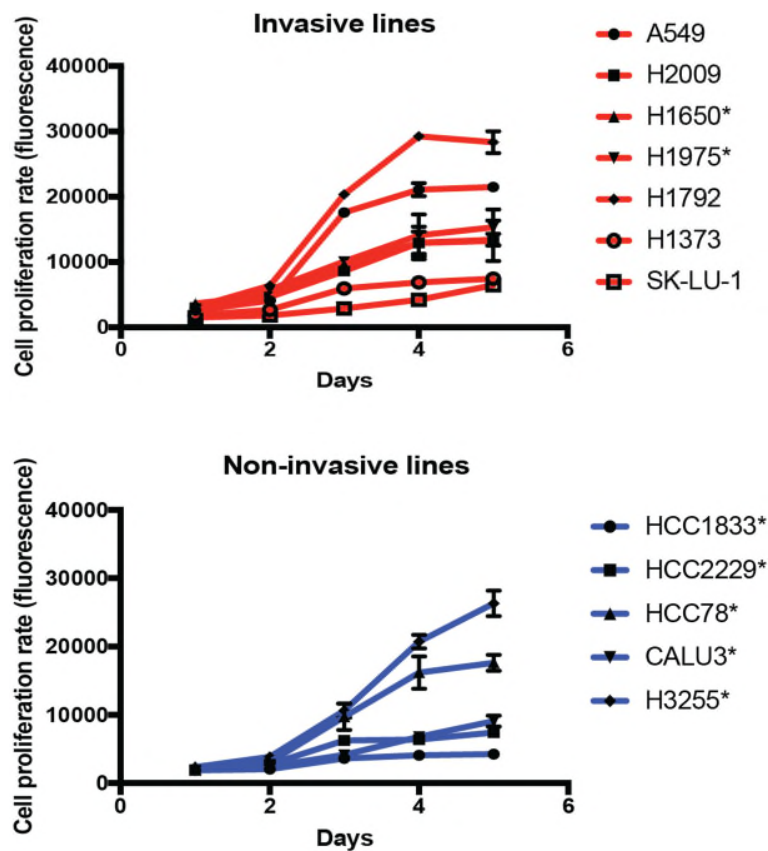 Invasive lines
Cell proliferation rate (fluorescence)
40000
30000
20000
10000
0
0
2
4
6
Days
A549
H2009
H1650*
H1975*
H1792
H1373
SK-LU-1
Non-invasive lines
Cell proliferation rate (fluorescence)
40000
30000
20000
10000
0
0
2
4
6
Days
HCC1833*
HCC2229*
HCC78*
CALU3*
H3255*